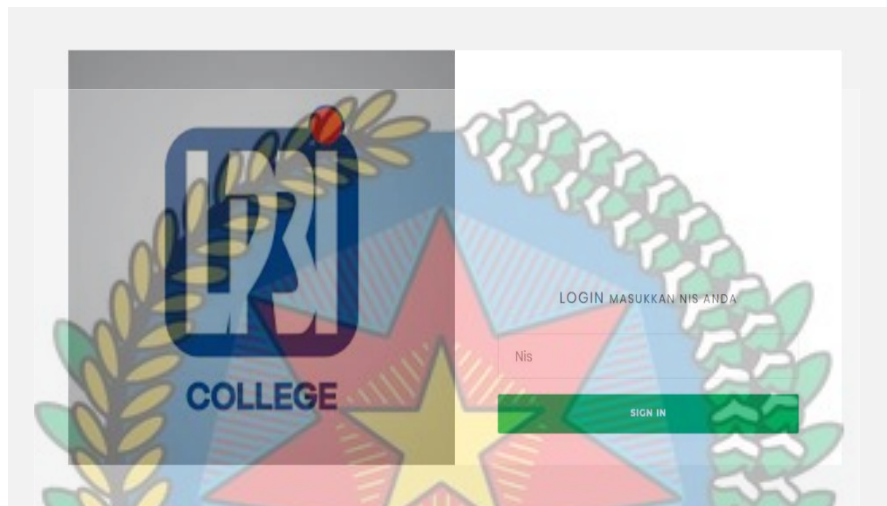 LP3I
COLLEGE
LOGIN MASUKKAN NIS ANDA
Nis
SIGN IN